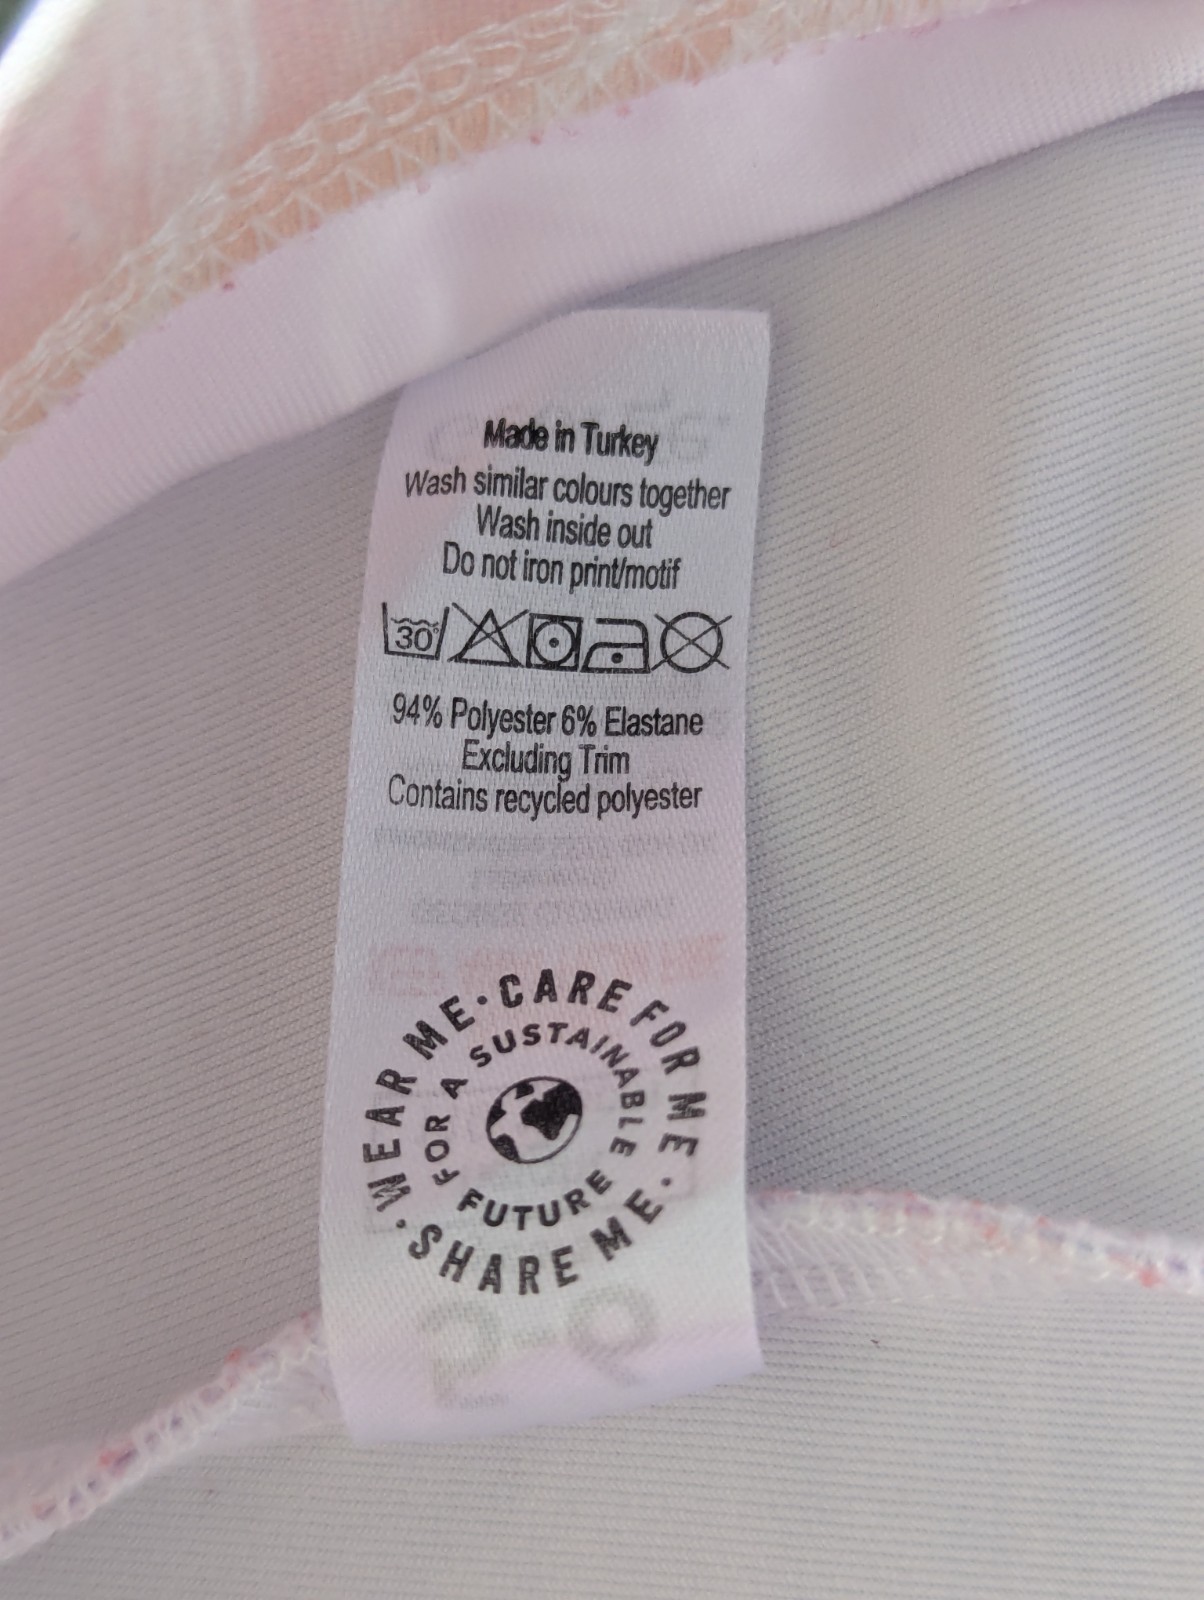 Made in Turkey
Wash similar colours together
Wash inside out
Do not iron print/motif
30°
94% Polyester 6% Elastane
Excluding Trim
Contains recycled polyester
WEAR ME · CARE FOR ME · SHARE ME ·
FOR A SUSTAINABLE FUTURE